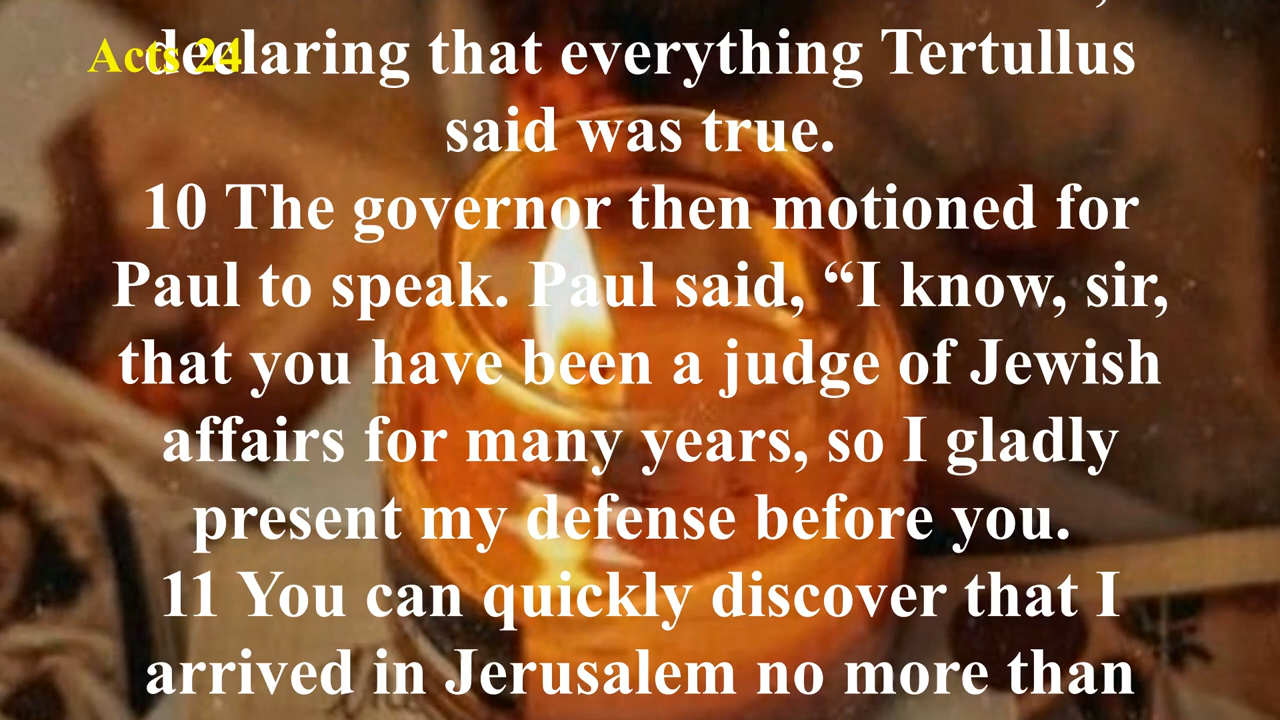 Acts 24
declaring that everything Tertullus
said was true.
10 The governor then motioned for
Paul to speak. Paul said, “I know, sir,
that you have been a judge of Jewish
affairs for many years, so I gladly
present my defense before you.
11 You can quickly discover that I
arrived in Jerusalem no more than